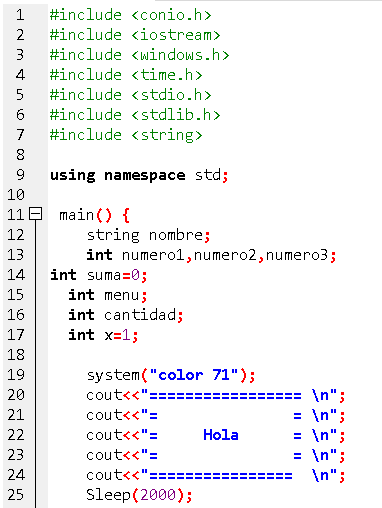 1 #include <conio.h>
2 #include <iostream>
3 #include <windows.h>
4 #include <time.h>
5 #include <stdio.h>
6 #include <stdlib.h>
7 #include <string>
8
9 using namespace std;
10
11 main() {
12 string nombre;
13 int numero1,numero2,numero3;
14 int suma=0;
15 int menu;
16 int cantidad;
17 int x=1;
18
19 system("color 71");
20 cout<<"================= \n";
21 cout<<"=               = \n";
22 cout<<"=     Hola      = \n";
23 cout<<"=               = \n";
24 cout<<"================  \n";
25 Sleep(2000);